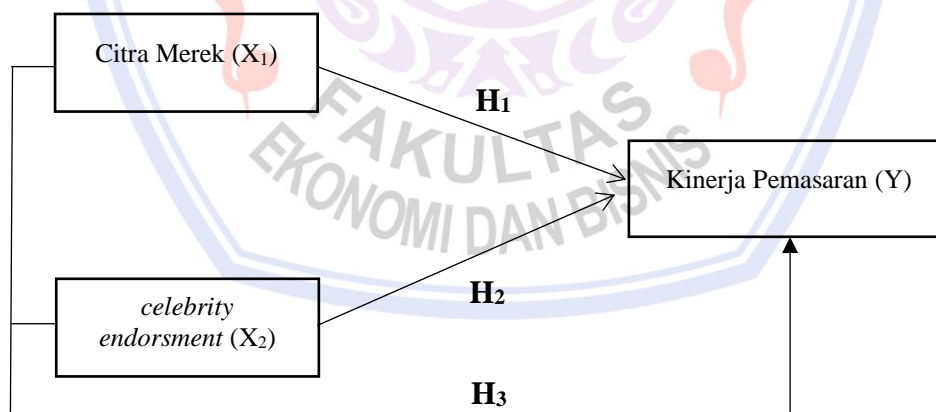 Citra Merek (X₁)
H₁
FAKULTAS
EKONOMI DAN BISNIS
Kinerja Pemasaran (Y)
celebrity
endorsment (X₂)
H₂
H₃